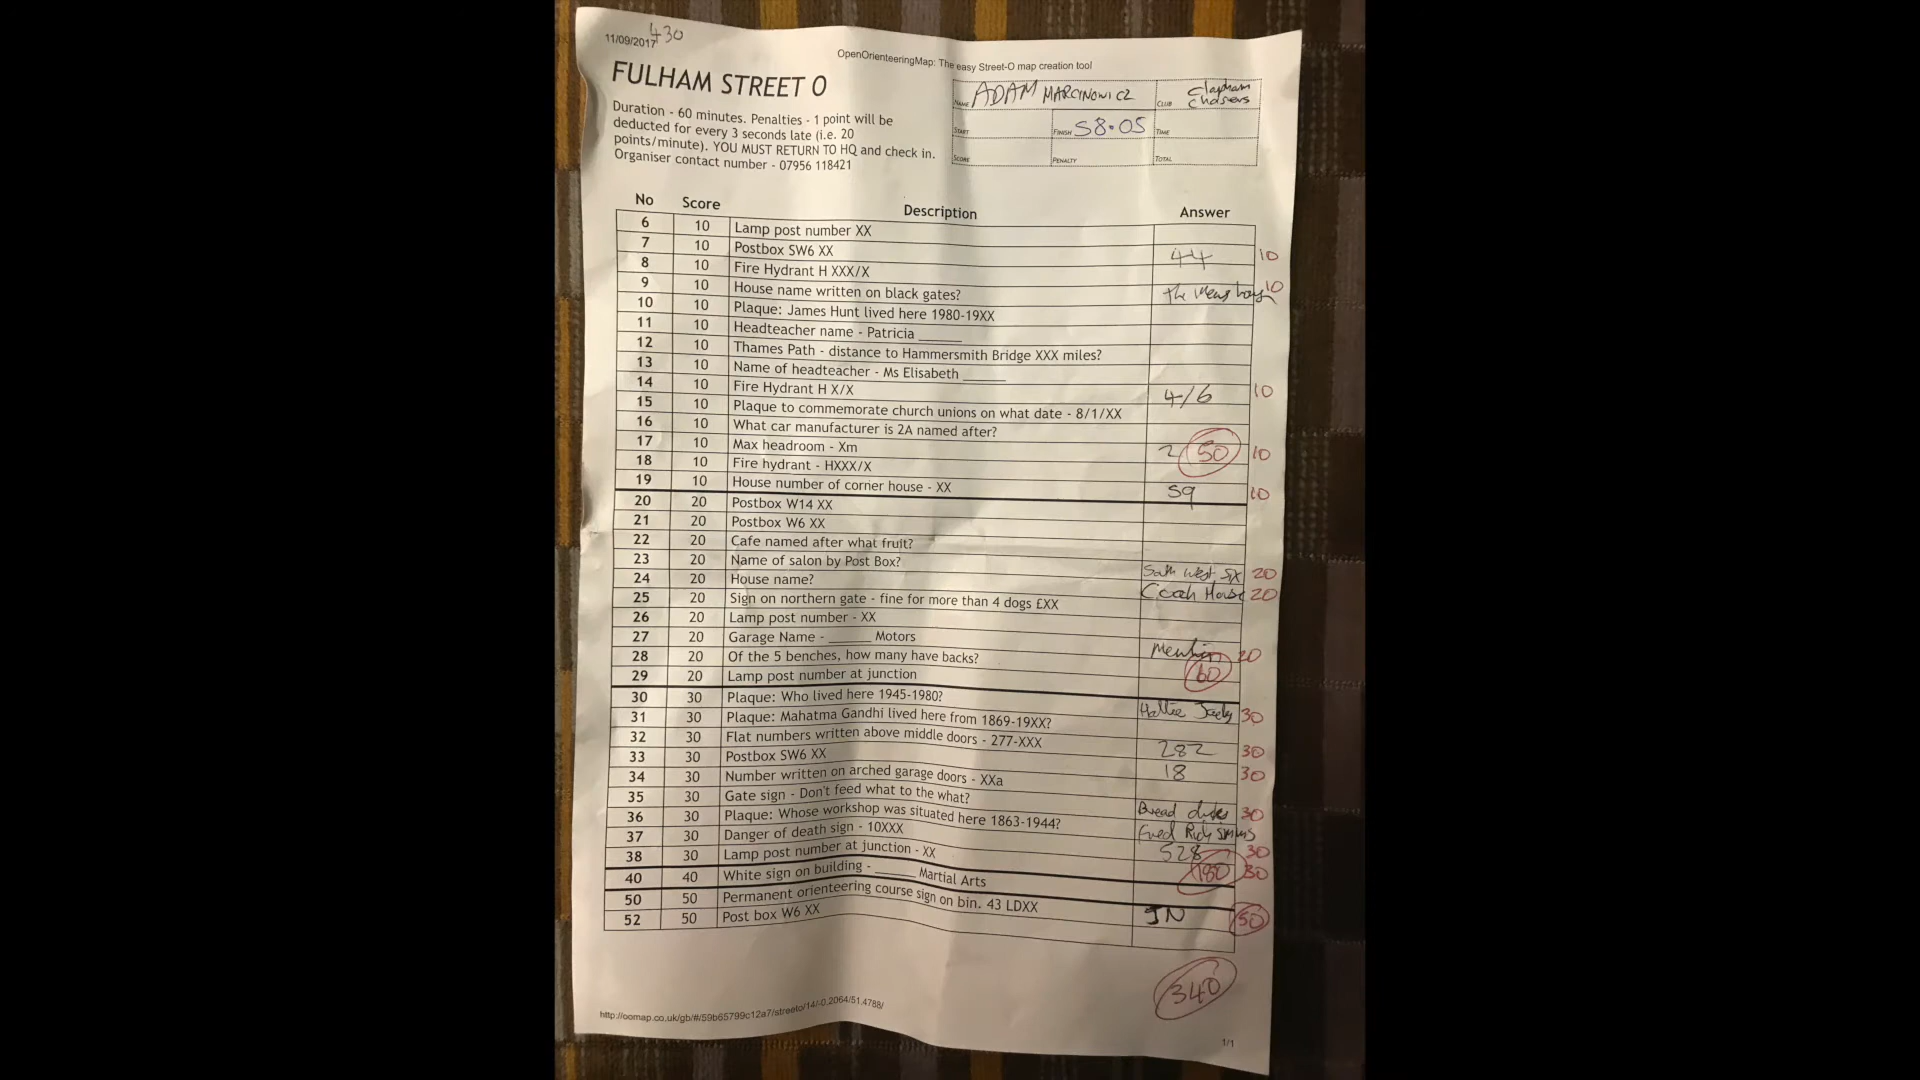 11/09/2017 430
OpenOrienteeringMap: The easy Street-O map creation tool
FULHAM STREET O
Duration - 60 minutes. Penalties - 1 point will be
deducted for every 3 seconds late (i.e. 20
points/minute). YOU MUST RETURN TO HQ and check in.
Organiser contact number - 07956 118421
NAME ADAM MARCINOWICZ CLUB Clapham Chasers
START FINISH 58.05 TIME
SCORE PENALTY TOTAL
No Score Description Answer
6 10 Lamp post number XX
7 10 Postbox SW6 XX 44 10
8 10 Fire Hydrant H XXX/X
9 10 House name written on black gates? the Mews house 10
10 10 Plaque: James Hunt lived here 1980-19XX
11 10 Headteacher name - Patricia ______
12 10 Thames Path - distance to Hammersmith Bridge XXX miles?
13 10 Name of headteacher - Ms Elisabeth ______
14 10 Fire Hydrant H X/X 4/6 10
15 10 Plaque to commemorate church unions on what date - 8/1/XX
16 10 What car manufacturer is 2A named after?
17 10 Max headroom - Xm 2 50 10
18 10 Fire hydrant - HXXX/X
19 10 House number of corner house - XX 59 10
20 20 Postbox W14 XX
21 20 Postbox W6 XX
22 20 Cafe named after what fruit?
23 20 Name of salon by Post Box? South West Six 20
24 20 House name? Coach House 20
25 20 Sign on northern gate - fine for more than 4 dogs £XX
26 20 Lamp post number - XX
27 20 Garage Name - ______ Motors 20
28 20 Of the 5 benches, how many have backs? 60
29 20 Lamp post number at junction
30 30 Plaque: Who lived here 1945-1980? Hattie 30
31 30 Plaque: Mahatma Gandhi lived here from 1869-19XX?
32 30 Flat numbers written above middle doors - 277-XXX 282 30
33 30 Postbox SW6 XX 18 30
34 30 Number written on arched garage doors - XXa
35 30 Gate sign - Don't feed what to the what? Bread ducks 30
36 30 Plaque: Whose workshop was situated here 1863-1944? Fred
37 30 Danger of death sign - 10XXX 528 30
38 30 Lamp post number at junction - XX 180 30
40 40 White sign on building - ______ Martial Arts
50 50 Permanent orienteering course sign on bin. 43 LDXX JN 50
52 50 Post box W6 XX
340
http://oomap.co.uk/gb/#/59b65799c12a7/streeto/14/-0.2064/51.4788/
1/1